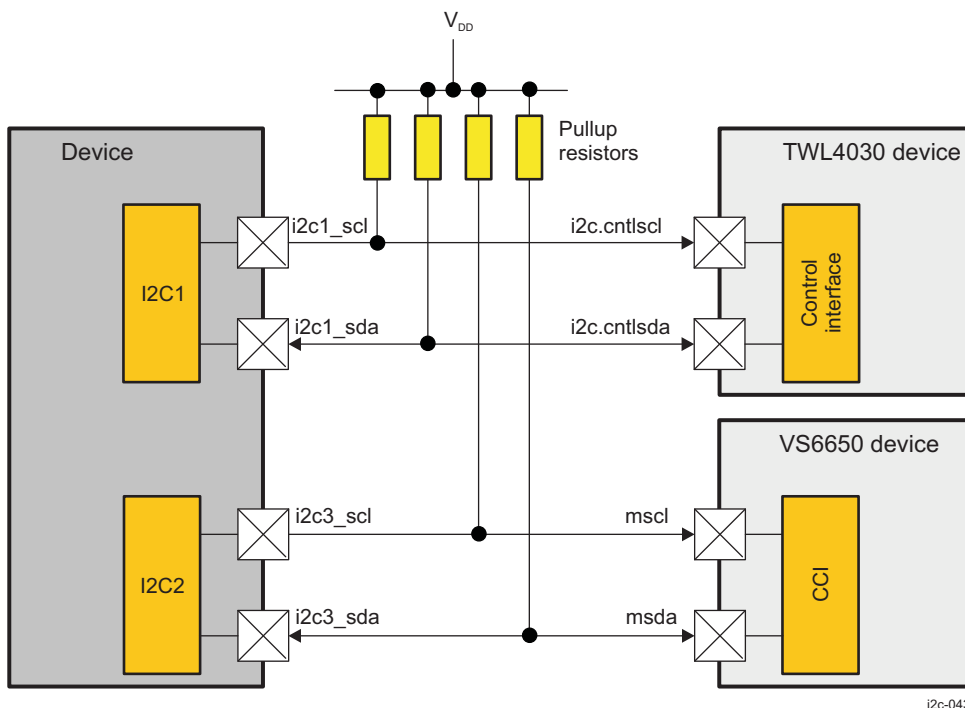 VDD
Pullup
resistors
Device
TWL4030 device
i2c1_scl
i2c.cntlscl
I2C1
Control
interface
i2c1_sda
i2c.cntlsda
VS6650 device
i2c3_scl
mscl
I2C2
CCI
i2c3_sda
msda